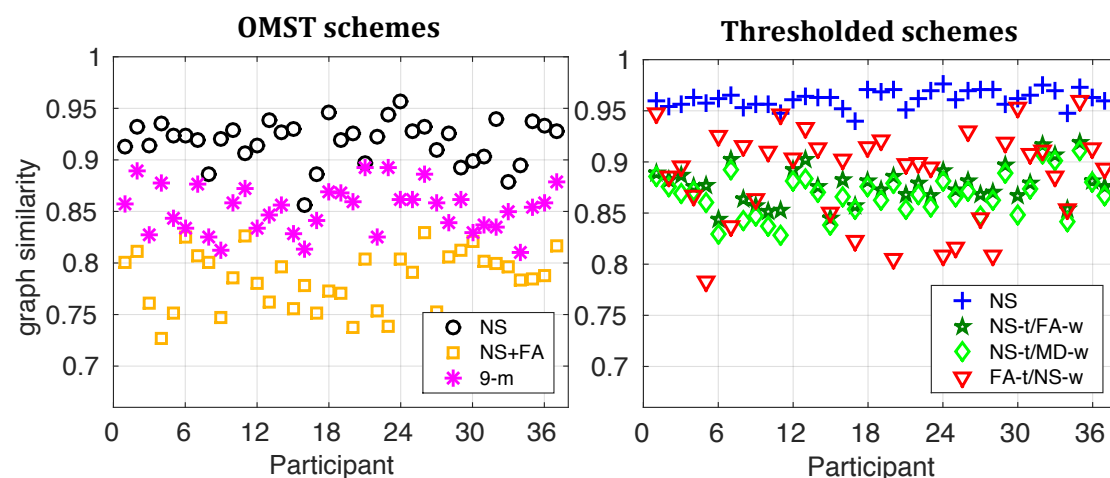 OMST schemes
graph similarity
1
0.95
0.9
0.85
0.8
0.75
0.7
0
6
12
18
24
30
36
Participant
NS
NS+FA
9-m
Thresholded schemes
1
0.95
0.9
0.85
0.8
0.75
0.7
0
6
12
18
24
30
36
Participant
NS
NS-t/FA-w
NS-t/MD-w
FA-t/NS-w